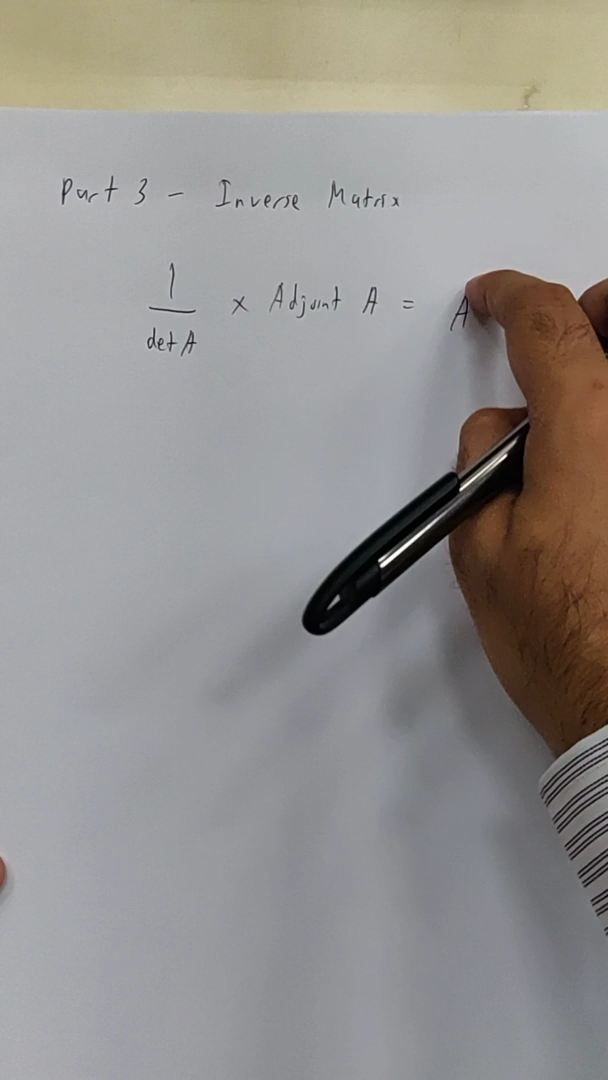 Part 3 - Inverse Matrix
1
det A × Adjoint A = A